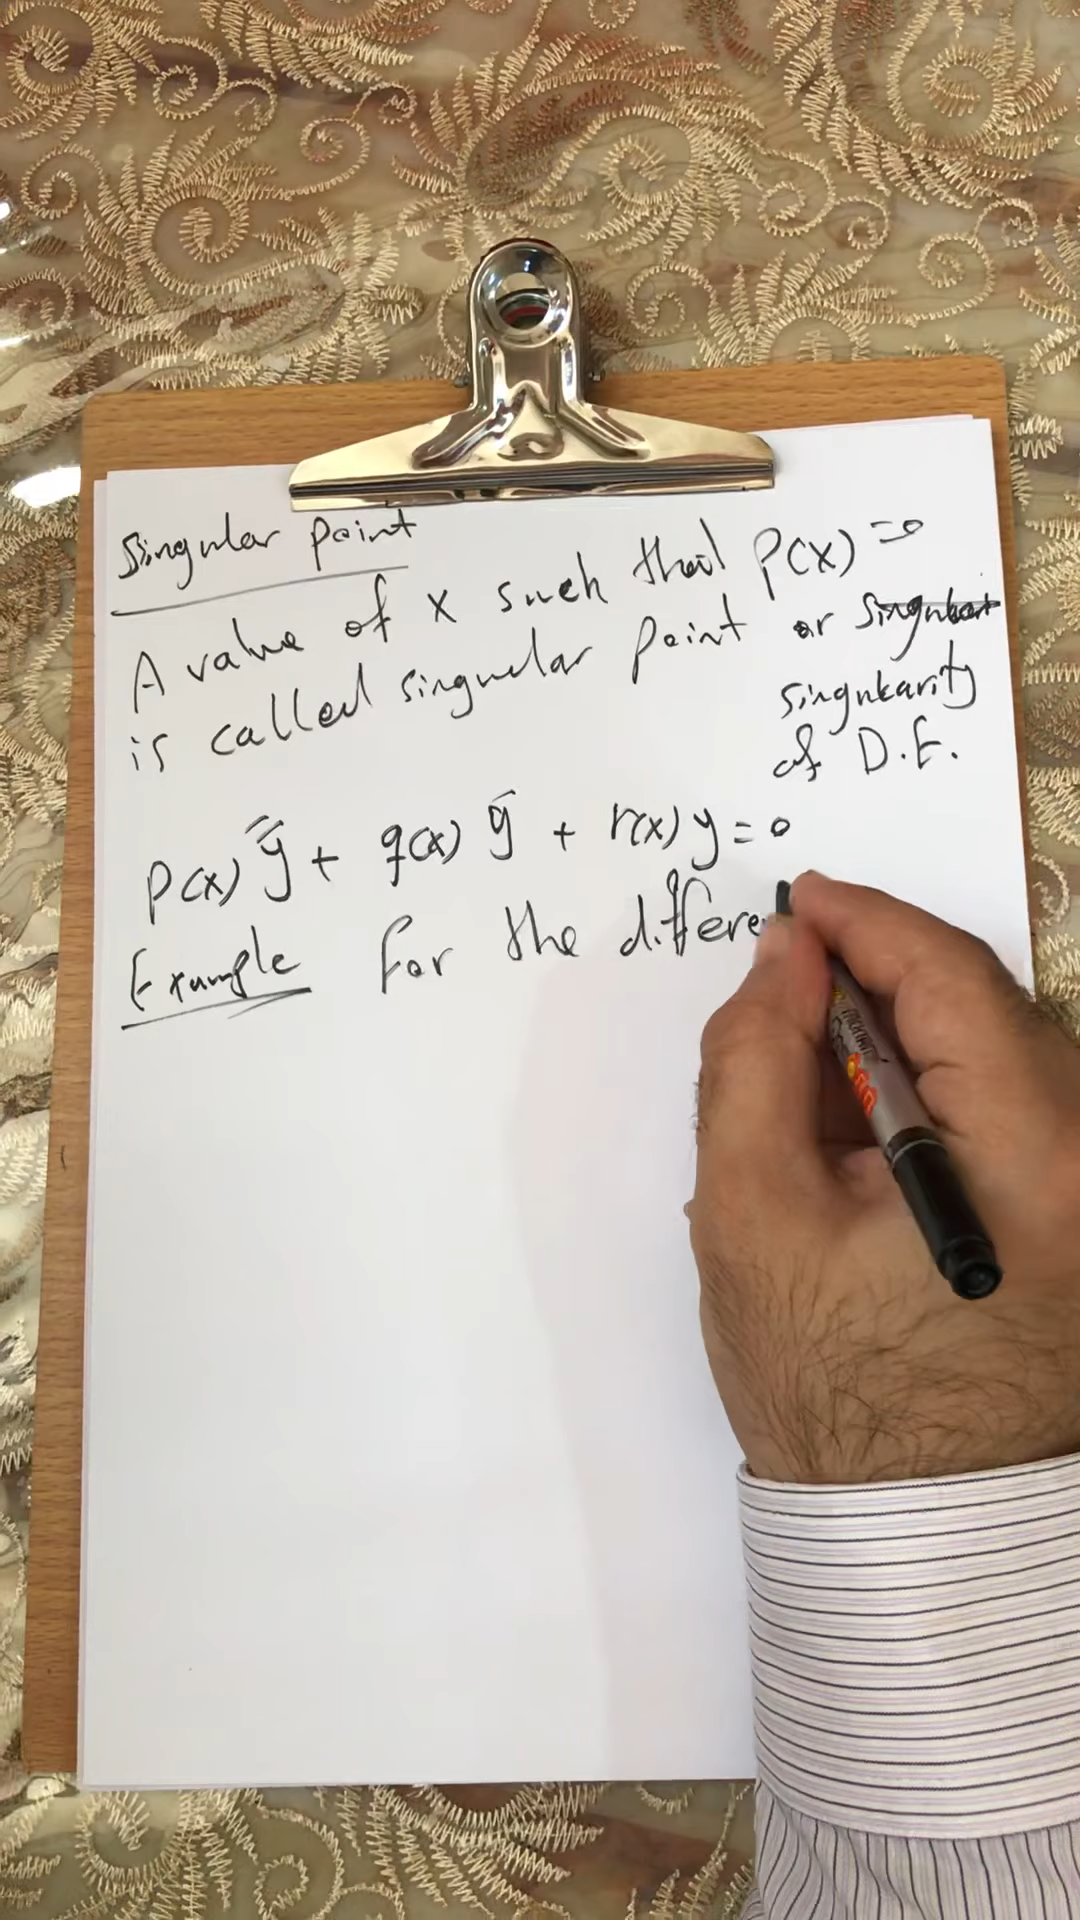 Singular point
A value of x such that P(x) = 0
is called singular point or singular
singularity
of D.E.
P(x) y̿ + q(x) y̅ + r(x) y = 0
Example For the differe